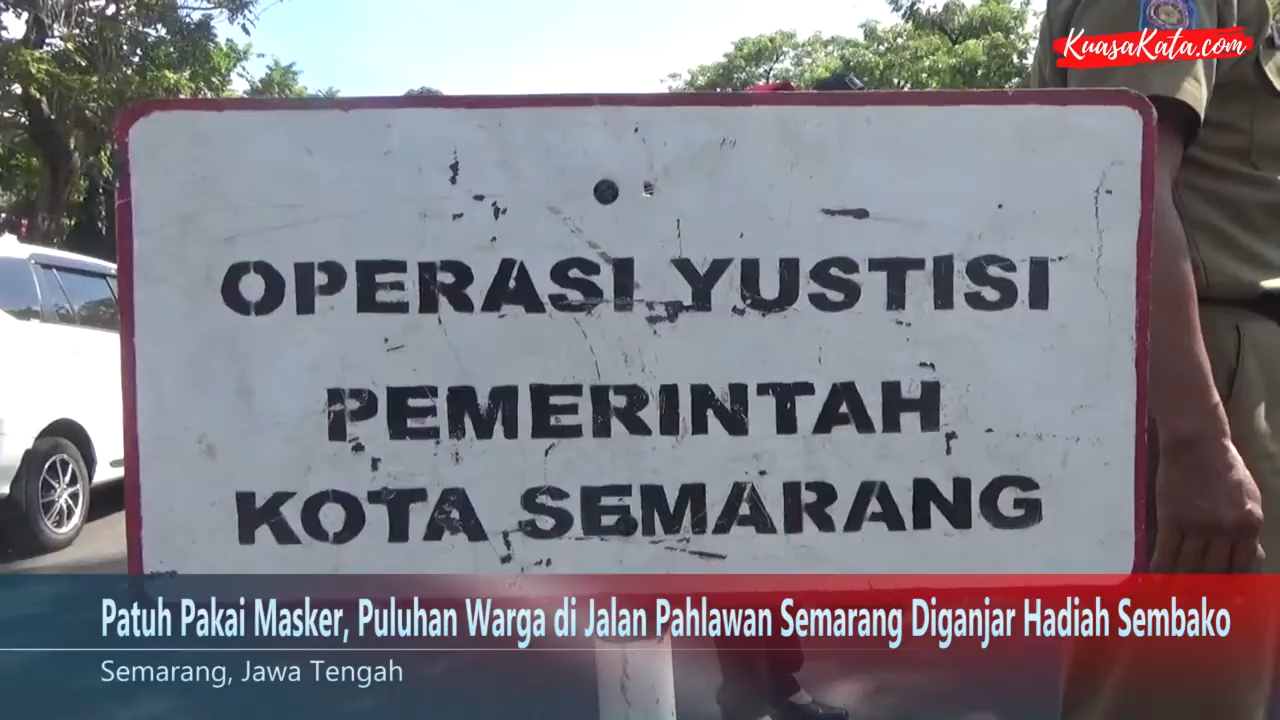 KuasaKata.com
OPERASI YUSTISI
PEMERINTAH
KOTA SEMARANG
Patuh Pakai Masker, Puluhan Warga di Jalan Pahlawan Semarang Diganjar Hadiah Sembako
Semarang, Jawa Tengah